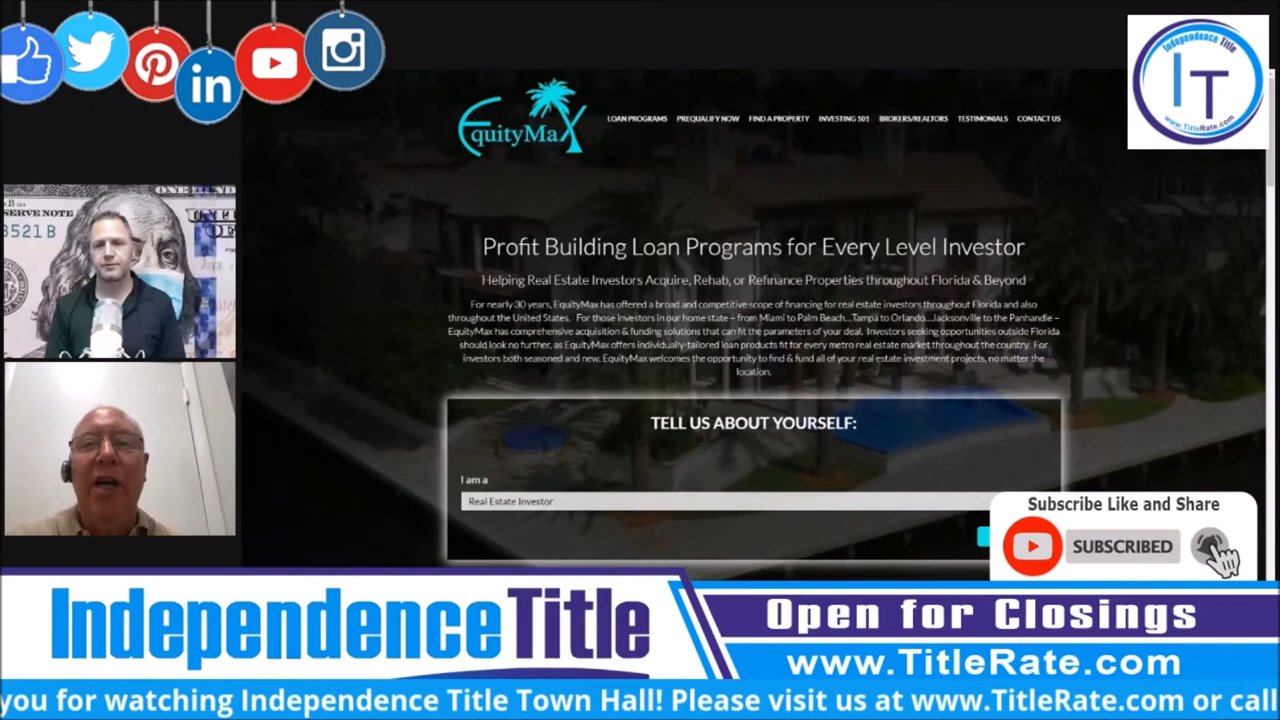 in
Independence Title
IT
www.TitleRate.com
EquityMax
LOAN PROGRAMS PREQUALIFY NOW FIND A PROPERTY INVESTING 101 BROKERS/REALTORS TESTIMONIALS CONTACT US
SERVE NOTE
3521B
Profit Building Loan Programs for Every Level Investor
Helping Real Estate Investors Acquire, Rehab, or Refinance Properties throughout Florida & Beyond
For nearly 30 years, EquityMax has offered a broad and competitive scope of financing for real estate investors throughout Florida and also
throughout the United States. For those investors in our home state – from Miami to Palm Beach...Tampa to Orlando...Jacksonville to the Panhandle –
EquityMax has comprehensive acquisition & funding solutions that can fit the parameters of your deal. Investors seeking opportunities outside Florida
should look no further, as EquityMax offers individually-tailored loan products fit for every metro real estate market throughout the country. For
investors both seasoned and new, EquityMax welcomes the opportunity to find & fund all of your real estate investment projects, no matter the
location.
TELL US ABOUT YOURSELF:
I am a
Real Estate Investor
Subscribe Like and Share
SUBSCRIBED
Independence Title
Open for Closings
www.TitleRate.com
you for watching Independence Title Town Hall! Please visit us at www.TitleRate.com or call